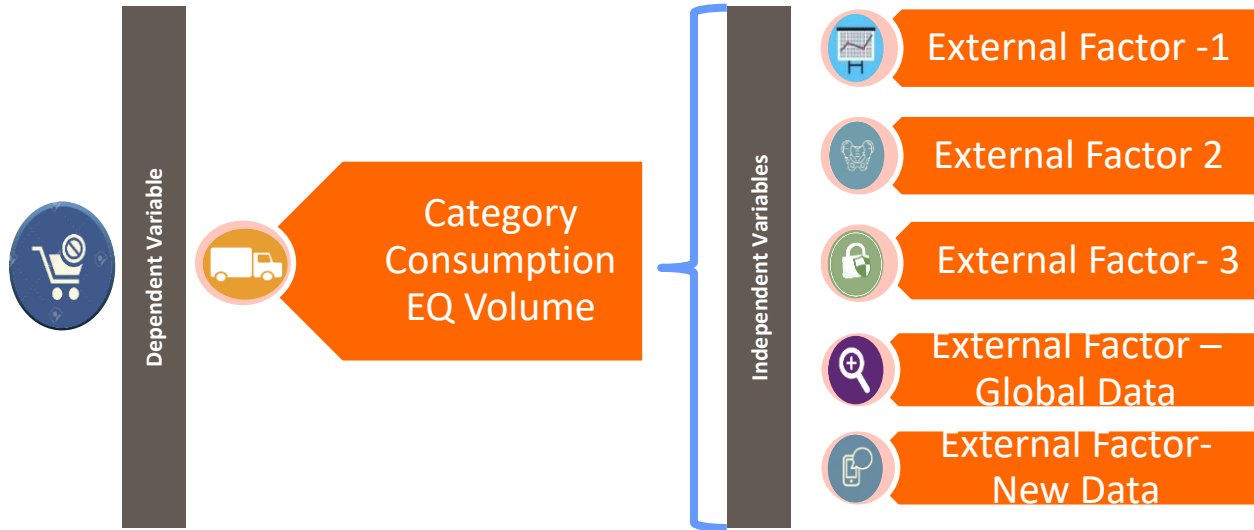 Dependent Variable
Category
Consumption
EQ Volume
Independent Variables
External Factor -1
External Factor 2
External Factor- 3
External Factor –
Global Data
External Factor-
New Data